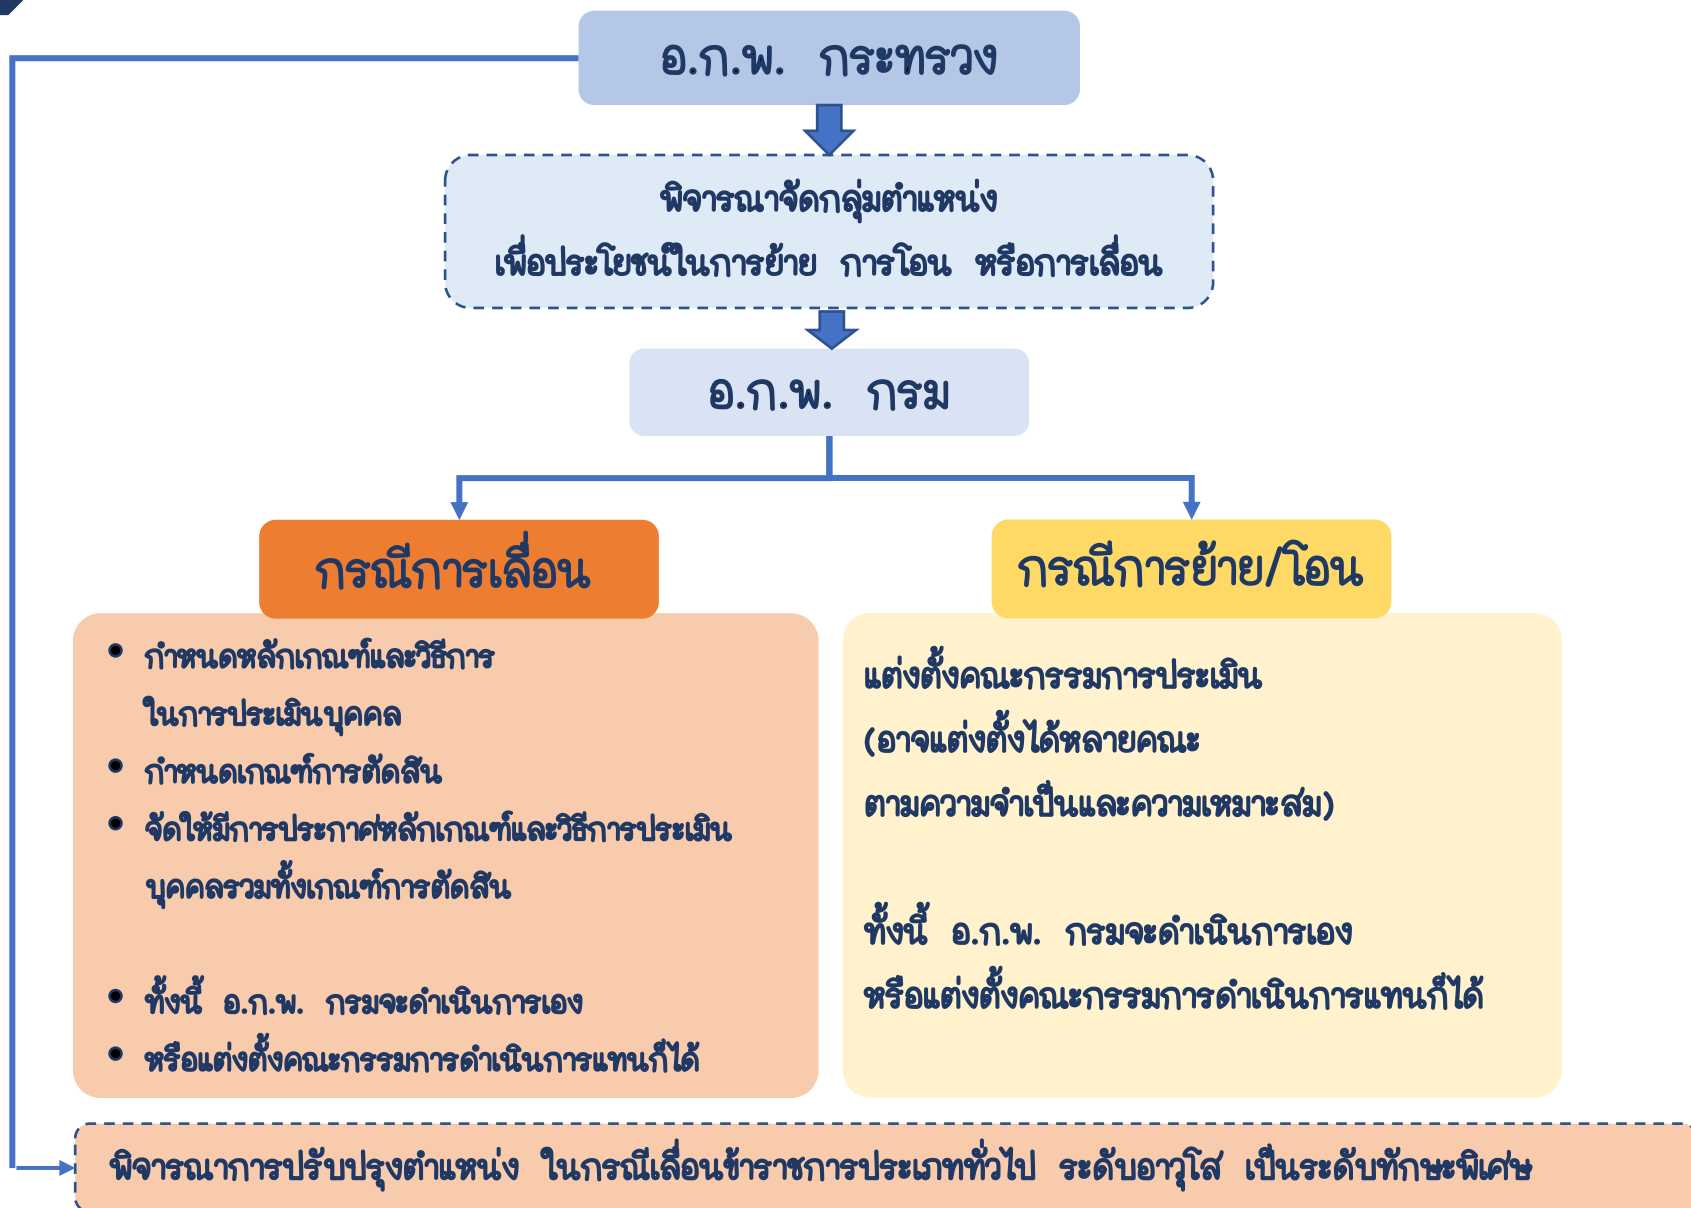 อ.ก.พ. กระทรวง
พิจารณาจัดกลุ่มตำแหน่ง
เพื่อประโยชน์ในการย้าย การโอน หรือการเลื่อน
อ.ก.พ. กรม
กรณีการเลื่อน
กำหนดหลักเกณฑ์และวิธีการ
ในการประเมินบุคคล
กำหนดเกณฑ์การตัดสิน
จัดให้มีการประกาศหลักเกณฑ์และวิธีการประเมิน
บุคคลรวมทั้งเกณฑ์การตัดสิน
ทั้งนี้ อ.ก.พ. กรมจะดำเนินการเอง
หรือแต่งตั้งคณะกรรมการดำเนินการแทนก็ได้
กรณีการย้าย/โอน
แต่งตั้งคณะกรรมการประเมิน
(อาจแต่งตั้งได้หลายคณะ
ตามความจำเป็นและความเหมาะสม)
ทั้งนี้ อ.ก.พ. กรมจะดำเนินการเอง
หรือแต่งตั้งคณะกรรมการดำเนินการแทนก็ได้
พิจารณาการปรับปรุงตำแหน่ง ในกรณีเลื่อนข้าราชการประเภททั่วไป ระดับอาวุโส เป็นระดับทักษะพิเศษ